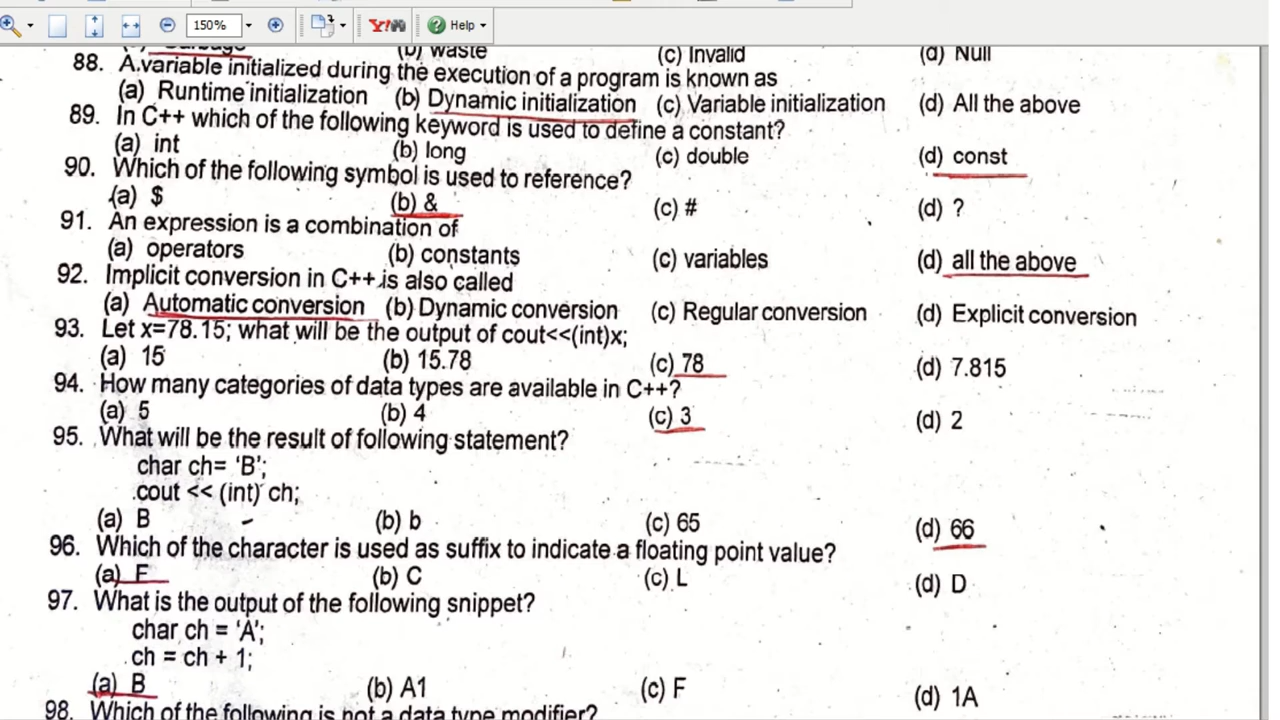 150%
Y!
Help
(b) waste (c) Invalid (d) Null
88. A variable initialized during the execution of a program is known as
(a) Runtime initialization (b) Dynamic initialization (c) Variable initialization (d) All the above
89. In C++ which of the following keyword is used to define a constant?
(a) int (b) long (c) double (d) const
90. Which of the following symbol is used to reference?
(a) $ (b) & (c) # (d) ?
91. An expression is a combination of
(a) operators (b) constants (c) variables (d) all the above
92. Implicit conversion in C++ is also called
(a) Automatic conversion (b) Dynamic conversion (c) Regular conversion (d) Explicit conversion
93. Let x=78.15; what will be the output of cout<<(int)x;
(a) 15 (b) 15.78 (c) 78 (d) 7.815
94. How many categories of data types are available in C++?
(a) 5 (b) 4 (c) 3 (d) 2
95. What will be the result of following statement?
char ch= ‘B’;
cout << (int) ch;
(a) B (b) b (c) 65 (d) 66
96. Which of the character is used as suffix to indicate a floating point value?
(a) F (b) C (c) L (d) D
97. What is the output of the following snippet?
char ch = ‘A’;
ch = ch + 1;
(a) B (b) A1 (c) F (d) 1A
98. Which of the following is not a data type modifier?